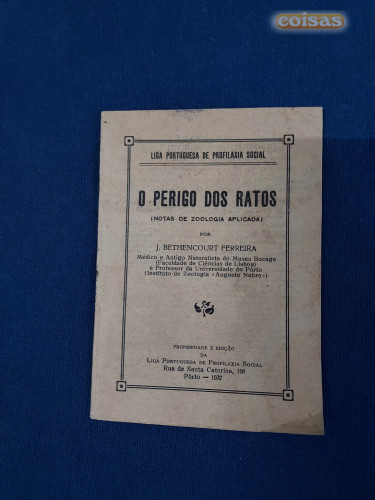 coisas
LIGA PORTUGUESA DE PROFILAXIA SOCIAL
O PERIGO DOS RATOS
(NOTAS DE ZOOLOGIA APLICADA)
POR
J. BETHENCOURT FERREIRA
Médico e Antigo Naturalista do Museu Bocage
(Faculdade de Ciências de Lisboa)
e Professor da Universidade do Pôrto
(Instituto de Zoologia «Augusto Nobre»)
PROPRIEDADE E EDIÇÃO
DA
LIGA PORTUGUESA DE PROFILAXIA SOCIAL
Rua de Santa Catarina, 108
Pôrto — 1937